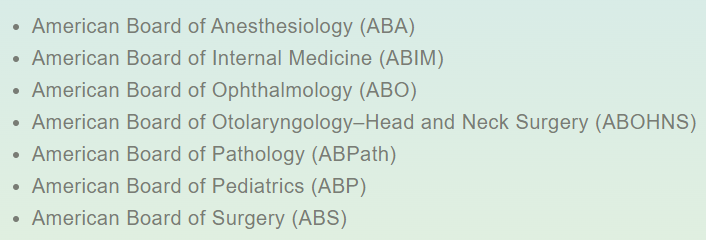 • American Board of Anesthesiology (ABA)
• American Board of Internal Medicine (ABIM)
• American Board of Ophthalmology (ABO)
• American Board of Otolaryngology–Head and Neck Surgery (ABOHNS)
• American Board of Pathology (ABPath)
• American Board of Pediatrics (ABP)
• American Board of Surgery (ABS)